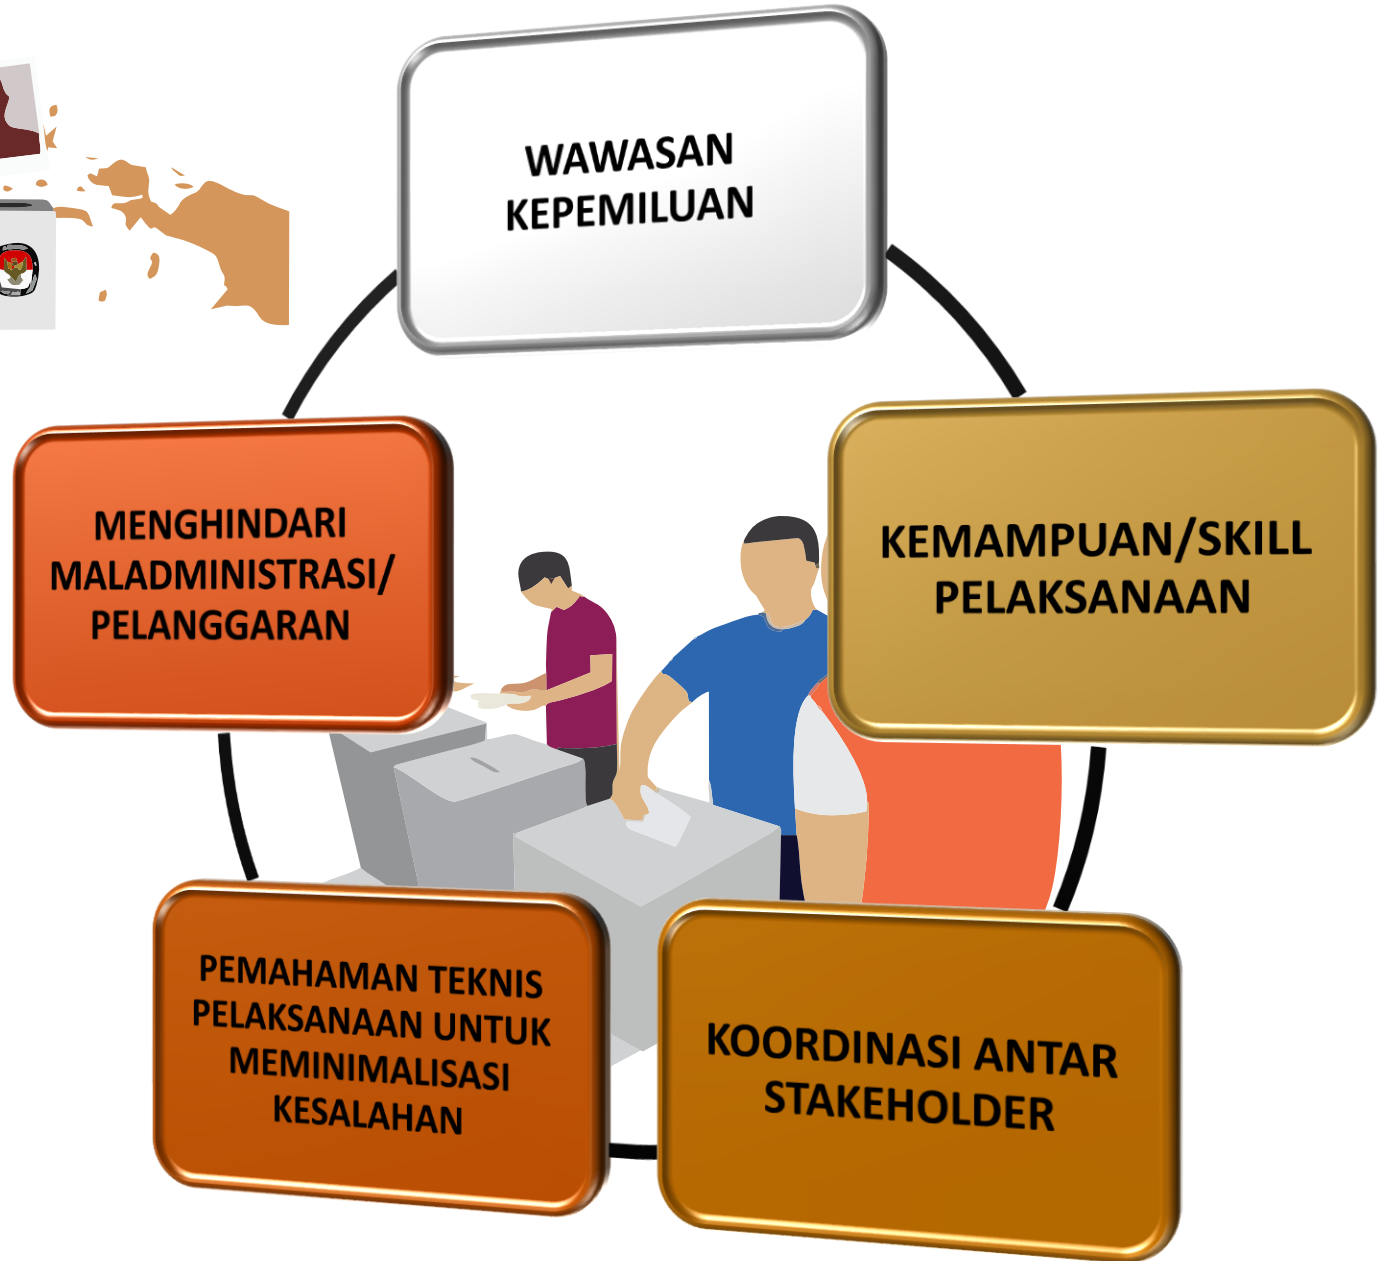 WAWASAN
KEPEMILUAN
KEMAMPUAN/SKILL
PELAKSANAAN
KOORDINASI ANTAR
STAKEHOLDER
PEMAHAMAN TEKNIS
PELAKSANAAN UNTUK
MEMINIMALISASI
KESALAHAN
MENGHINDARI
MALADMINISTRASI/
PELANGGARAN